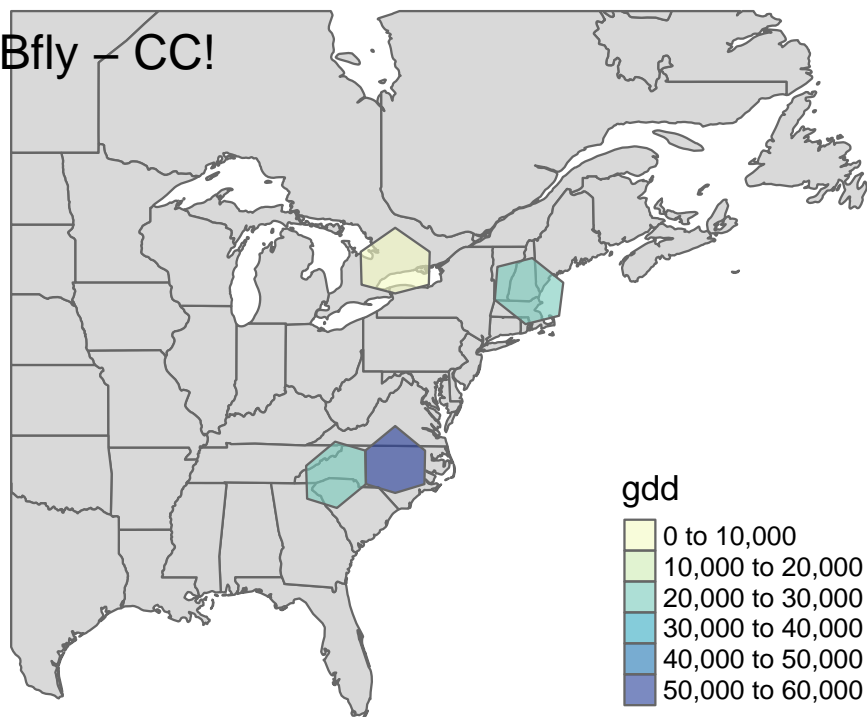 Bfly – CC!
gdd
0 to 10,000
10,000 to 20,000
20,000 to 30,000
30,000 to 40,000
40,000 to 50,000
50,000 to 60,000